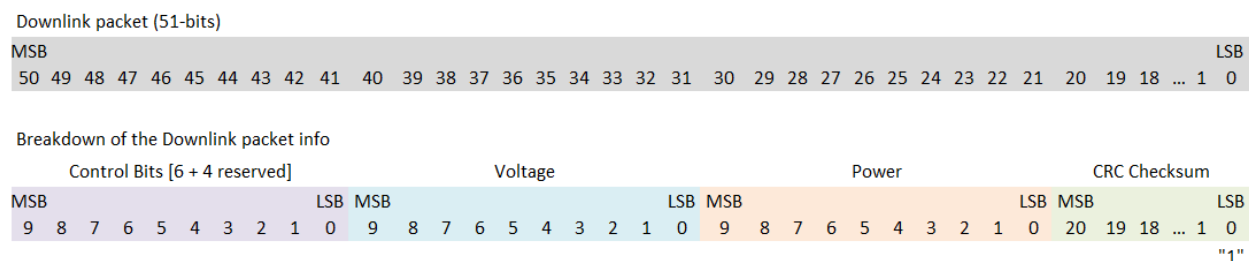 Downlink packet (51-bits)
MSB LSB
50 49 48 47 46 45 44 43 42 41 40 39 38 37 36 35 34 33 32 31 30 29 28 27 26 25 24 23 22 21 20 19 18 ... 1 0
Breakdown of the Downlink packet info
Control Bits [6 + 4 reserved] Voltage Power CRC Checksum
MSB LSB MSB LSB MSB LSB MSB LSB
9 8 7 6 5 4 3 2 1 0 9 8 7 6 5 4 3 2 1 0 9 8 7 6 5 4 3 2 1 0 20 19 18 ... 1 0
"1"